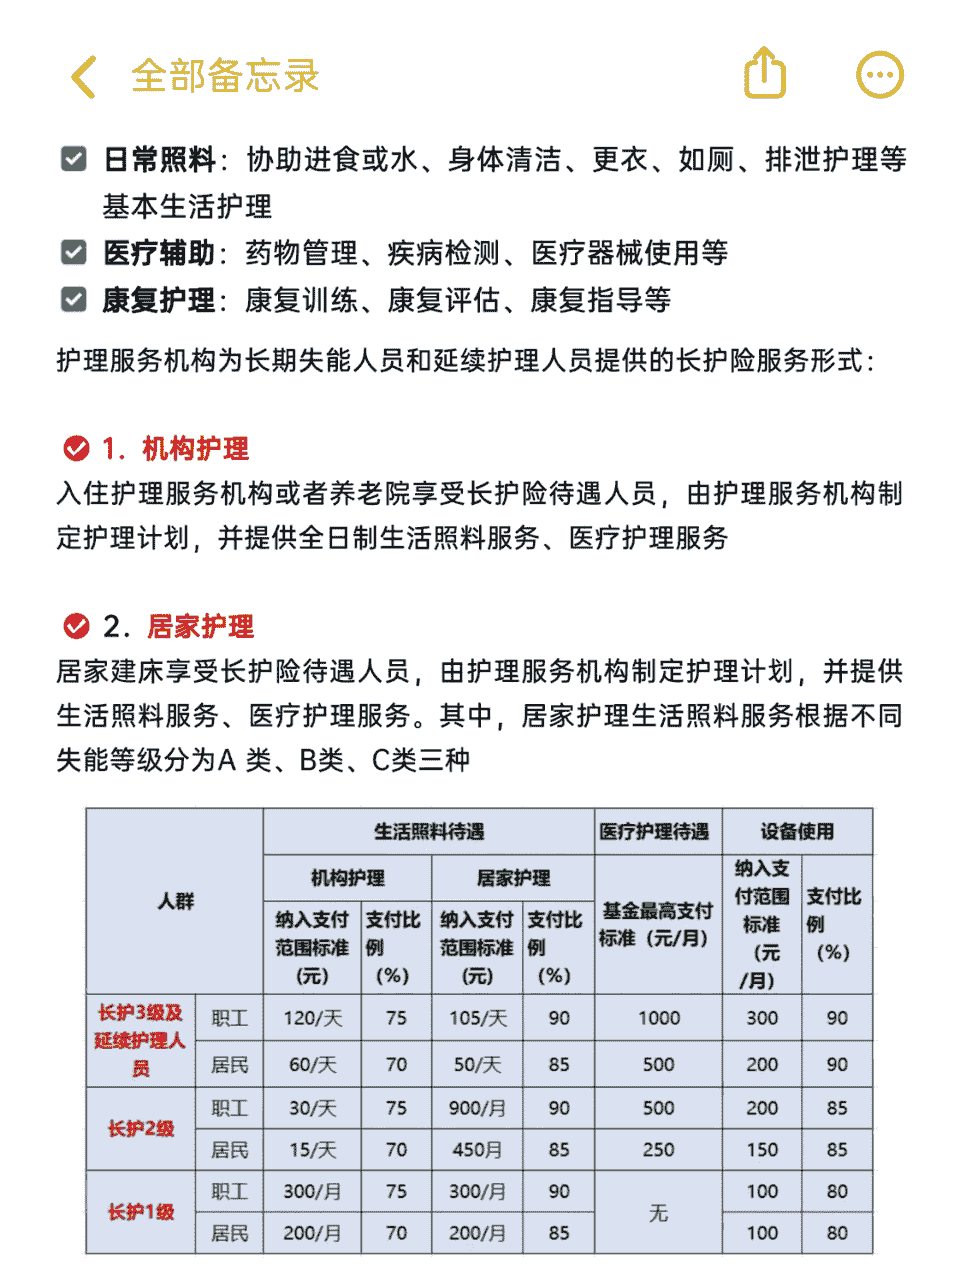 全部备忘录
日常照料：协助进食或水、身体清洁、更衣、如厕、排泄护理等
基本生活护理
医疗辅助：药物管理、疾病检测、医疗器械使用等
康复护理：康复训练、康复评估、康复指导等
护理服务机构为长期失能人员和延续护理人员提供的长护险服务形式：
1. 机构护理
入住护理服务机构或者养老院享受长护险待遇人员，由护理服务机构制
定护理计划，并提供全日制生活照料服务、医疗护理服务
2. 居家护理
居家建床享受长护险待遇人员，由护理服务机构制定护理计划，并提供
生活照料服务、医疗护理服务。其中，居家护理生活照料服务根据不同
失能等级分为A 类、B类、C类三种
人群
生活照料待遇 医疗护理待遇 设备使用
机构护理 居家护理
纳入支付
范围标准
(元)
支付比
例
（%）
纳入支付
范围标准
(元)
支付比
例
（%）
基金最高支付
标准（元/月）
纳入支
付范围
标准
（元
/月）
支付比
例
（%）
长护3级及
延续护理人
员
职工 120/天 75 105/天 90 1000 300 90
居民 60/天 70 50/天 85 500 200 90
长护2级
职工 30/天 75 900/月 90 500 200 85
居民 15/天 70 450月 85 250 150 85
长护1级
职工 300/月 75 300/月 90 无 100 80
居民 200/月 70 200/月 85 100 80